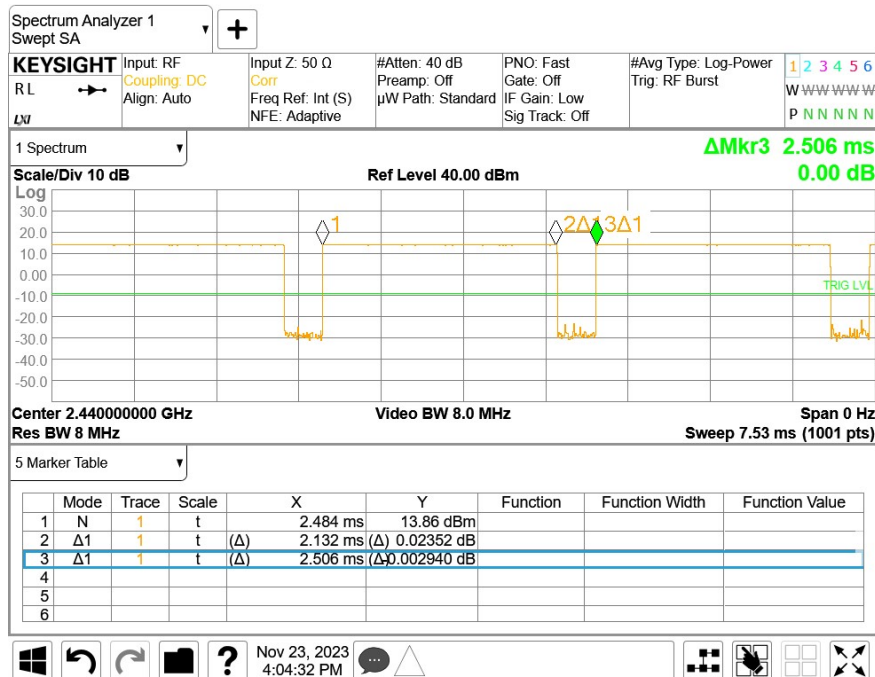 Spectrum Analyzer 1
Swept SA
KEYSIGHT
RL
LXI
Input: RF
Coupling: DC
Align: Auto
Input Z: 50 Ω
Corr
Freq Ref: Int (S)
NFE: Adaptive
#Atten: 40 dB
Preamp: Off
µW Path: Standard
PNO: Fast
Gate: Off
IF Gain: Low
Sig Track: Off
#Avg Type: Log-Power
Trig: RF Burst
1 2 3 4 5 6
W W W W W W
P N N N N N
1 Spectrum
ΔMkr3 2.506 ms
0.00 dB
Scale/Div 10 dB
Ref Level 40.00 dBm
Log
30.0
20.0
10.0
0.00
-10.0
-20.0
-30.0
-40.0
-50.0
1
2Δ1
3Δ1
TRIG LVL
Center 2.440000000 GHz
Video BW 8.0 MHz
Span 0 Hz
Res BW 8 MHz
Sweep 7.53 ms (1001 pts)
5 Marker Table
Mode Trace Scale X Y Function Function Width Function Value
1 N 1 t 2.484 ms 13.86 dBm
2 Δ1 1 t (Δ) 2.132 ms (Δ) 0.02352 dB
3 Δ1 1 t (Δ) 2.506 ms (Δ) -0.002940 dB
4
5
6
?
Nov 23, 2023
4:04:32 PM